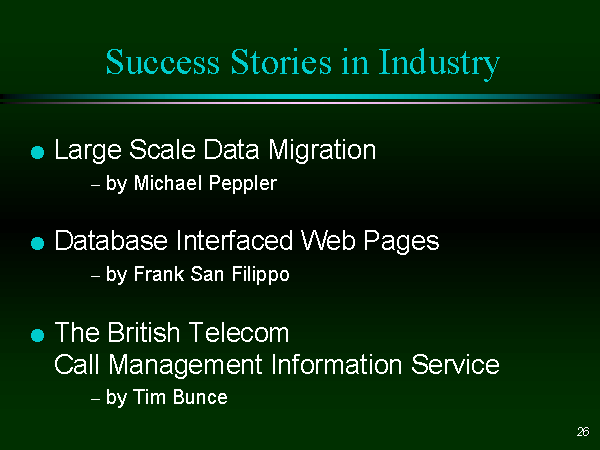 Success Stories in Industry
Large Scale Data Migration
– by Michael Peppler
Database Interfaced Web Pages
– by Frank San Filippo
The British Telecom
Call Management Information Service
– by Tim Bunce
26